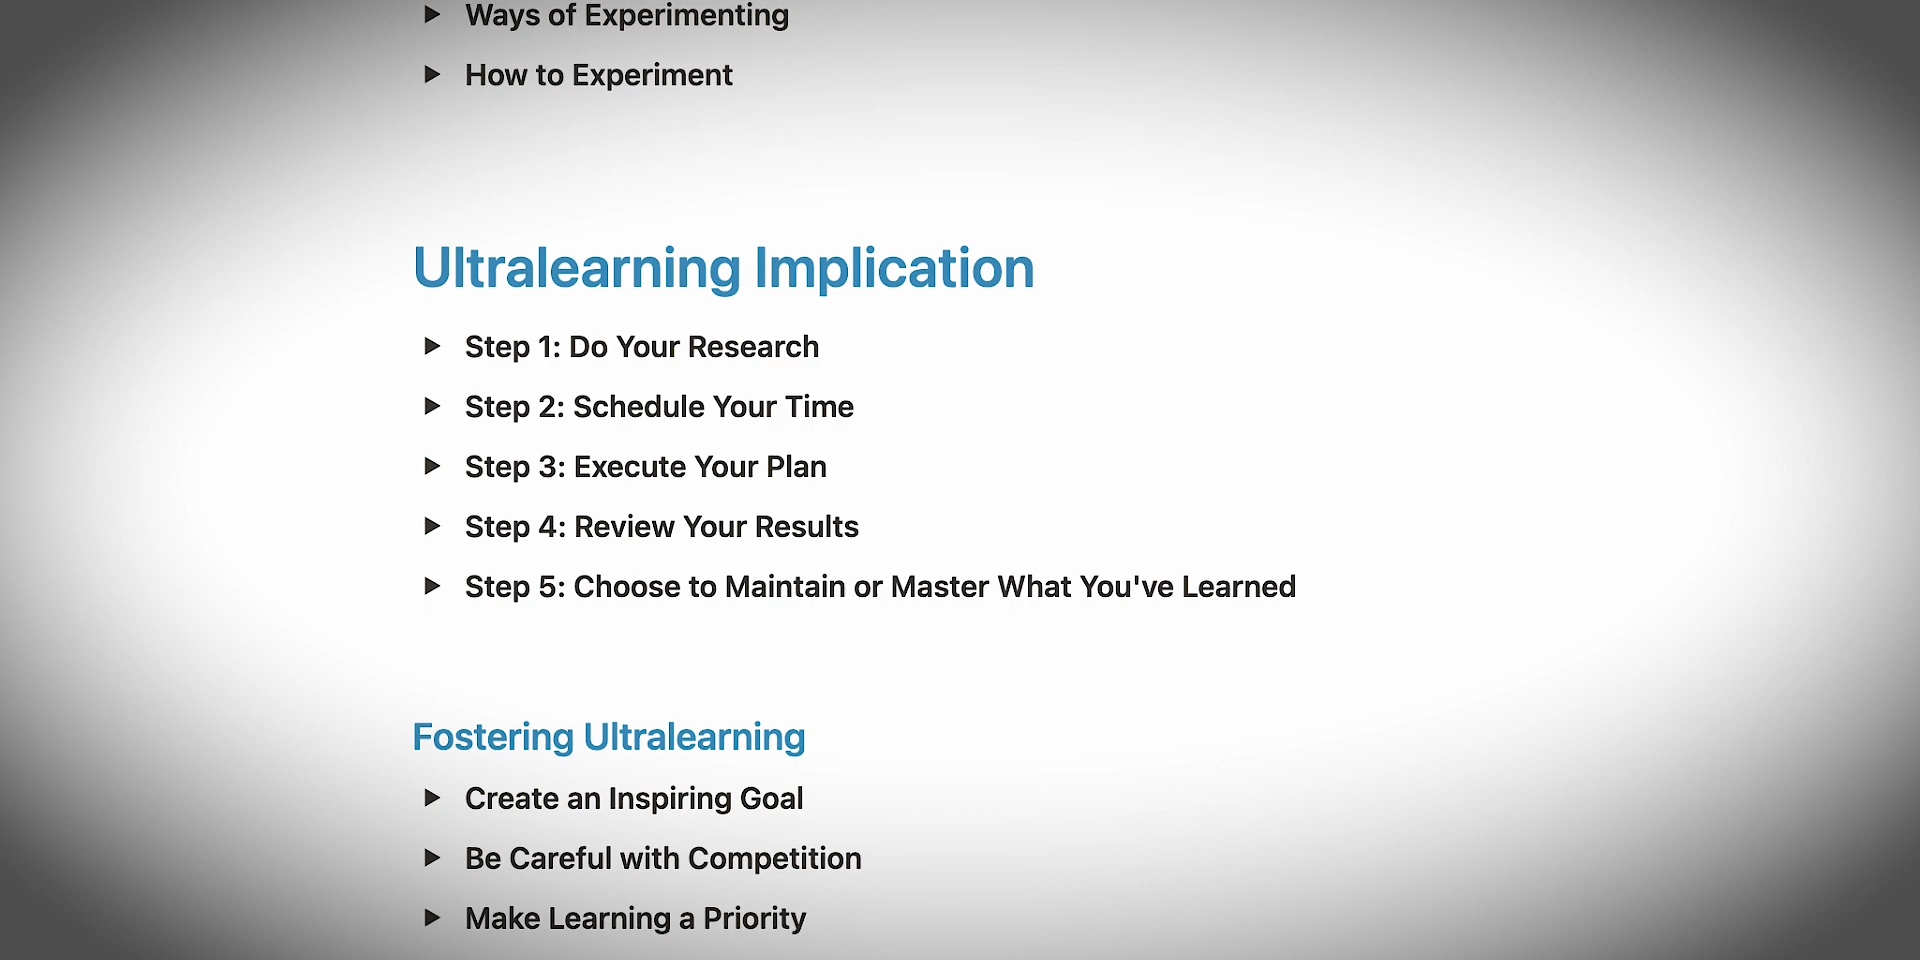 Ways of Experimenting
How to Experiment
Ultralearning Implication
Step 1: Do Your Research
Step 2: Schedule Your Time
Step 3: Execute Your Plan
Step 4: Review Your Results
Step 5: Choose to Maintain or Master What You've Learned
Fostering Ultralearning
Create an Inspiring Goal
Be Careful with Competition
Make Learning a Priority